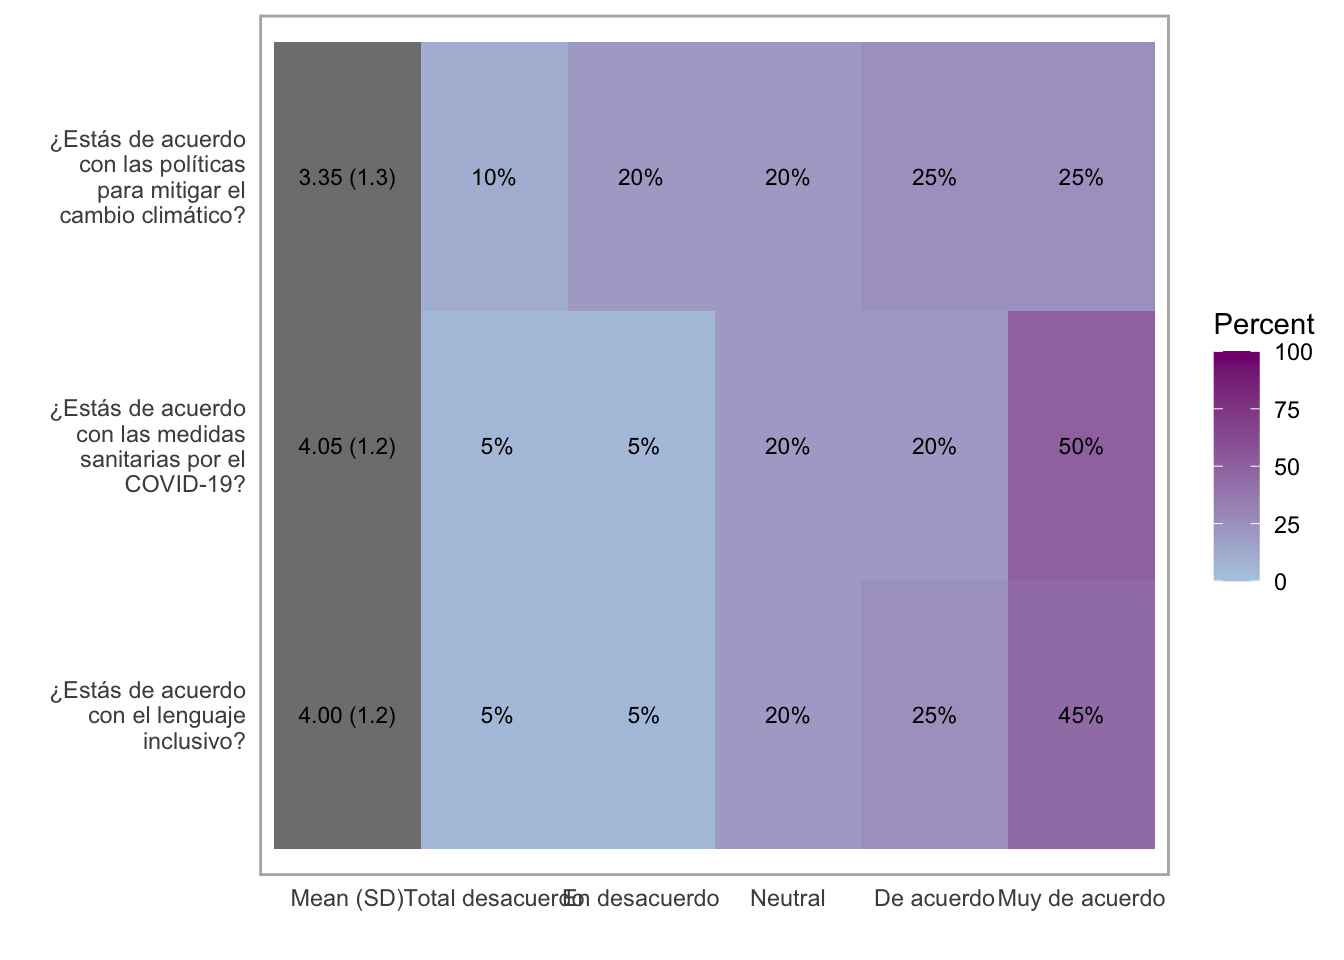 ¿Estás de acuerdo
con las políticas
para mitigar el
cambio climático?
3.35 (1.3) 10% 20% 20% 25% 25%
¿Estás de acuerdo
con las medidas
sanitarias por el
COVID-19?
4.05 (1.2) 5% 5% 20% 20% 50%
¿Estás de acuerdo
con el lenguaje
inclusivo?
4.00 (1.2) 5% 5% 20% 25% 45%
Mean (SD) Total desacuerdo En desacuerdo Neutral De acuerdo Muy de acuerdo
Percent
100
75
50
25
0